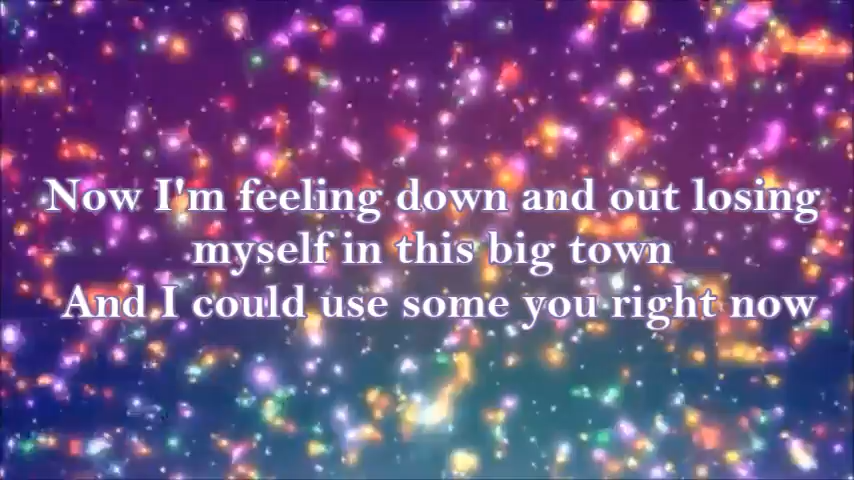 Now I'm feeling down and out losing
myself in this big town
And I could use some you right now